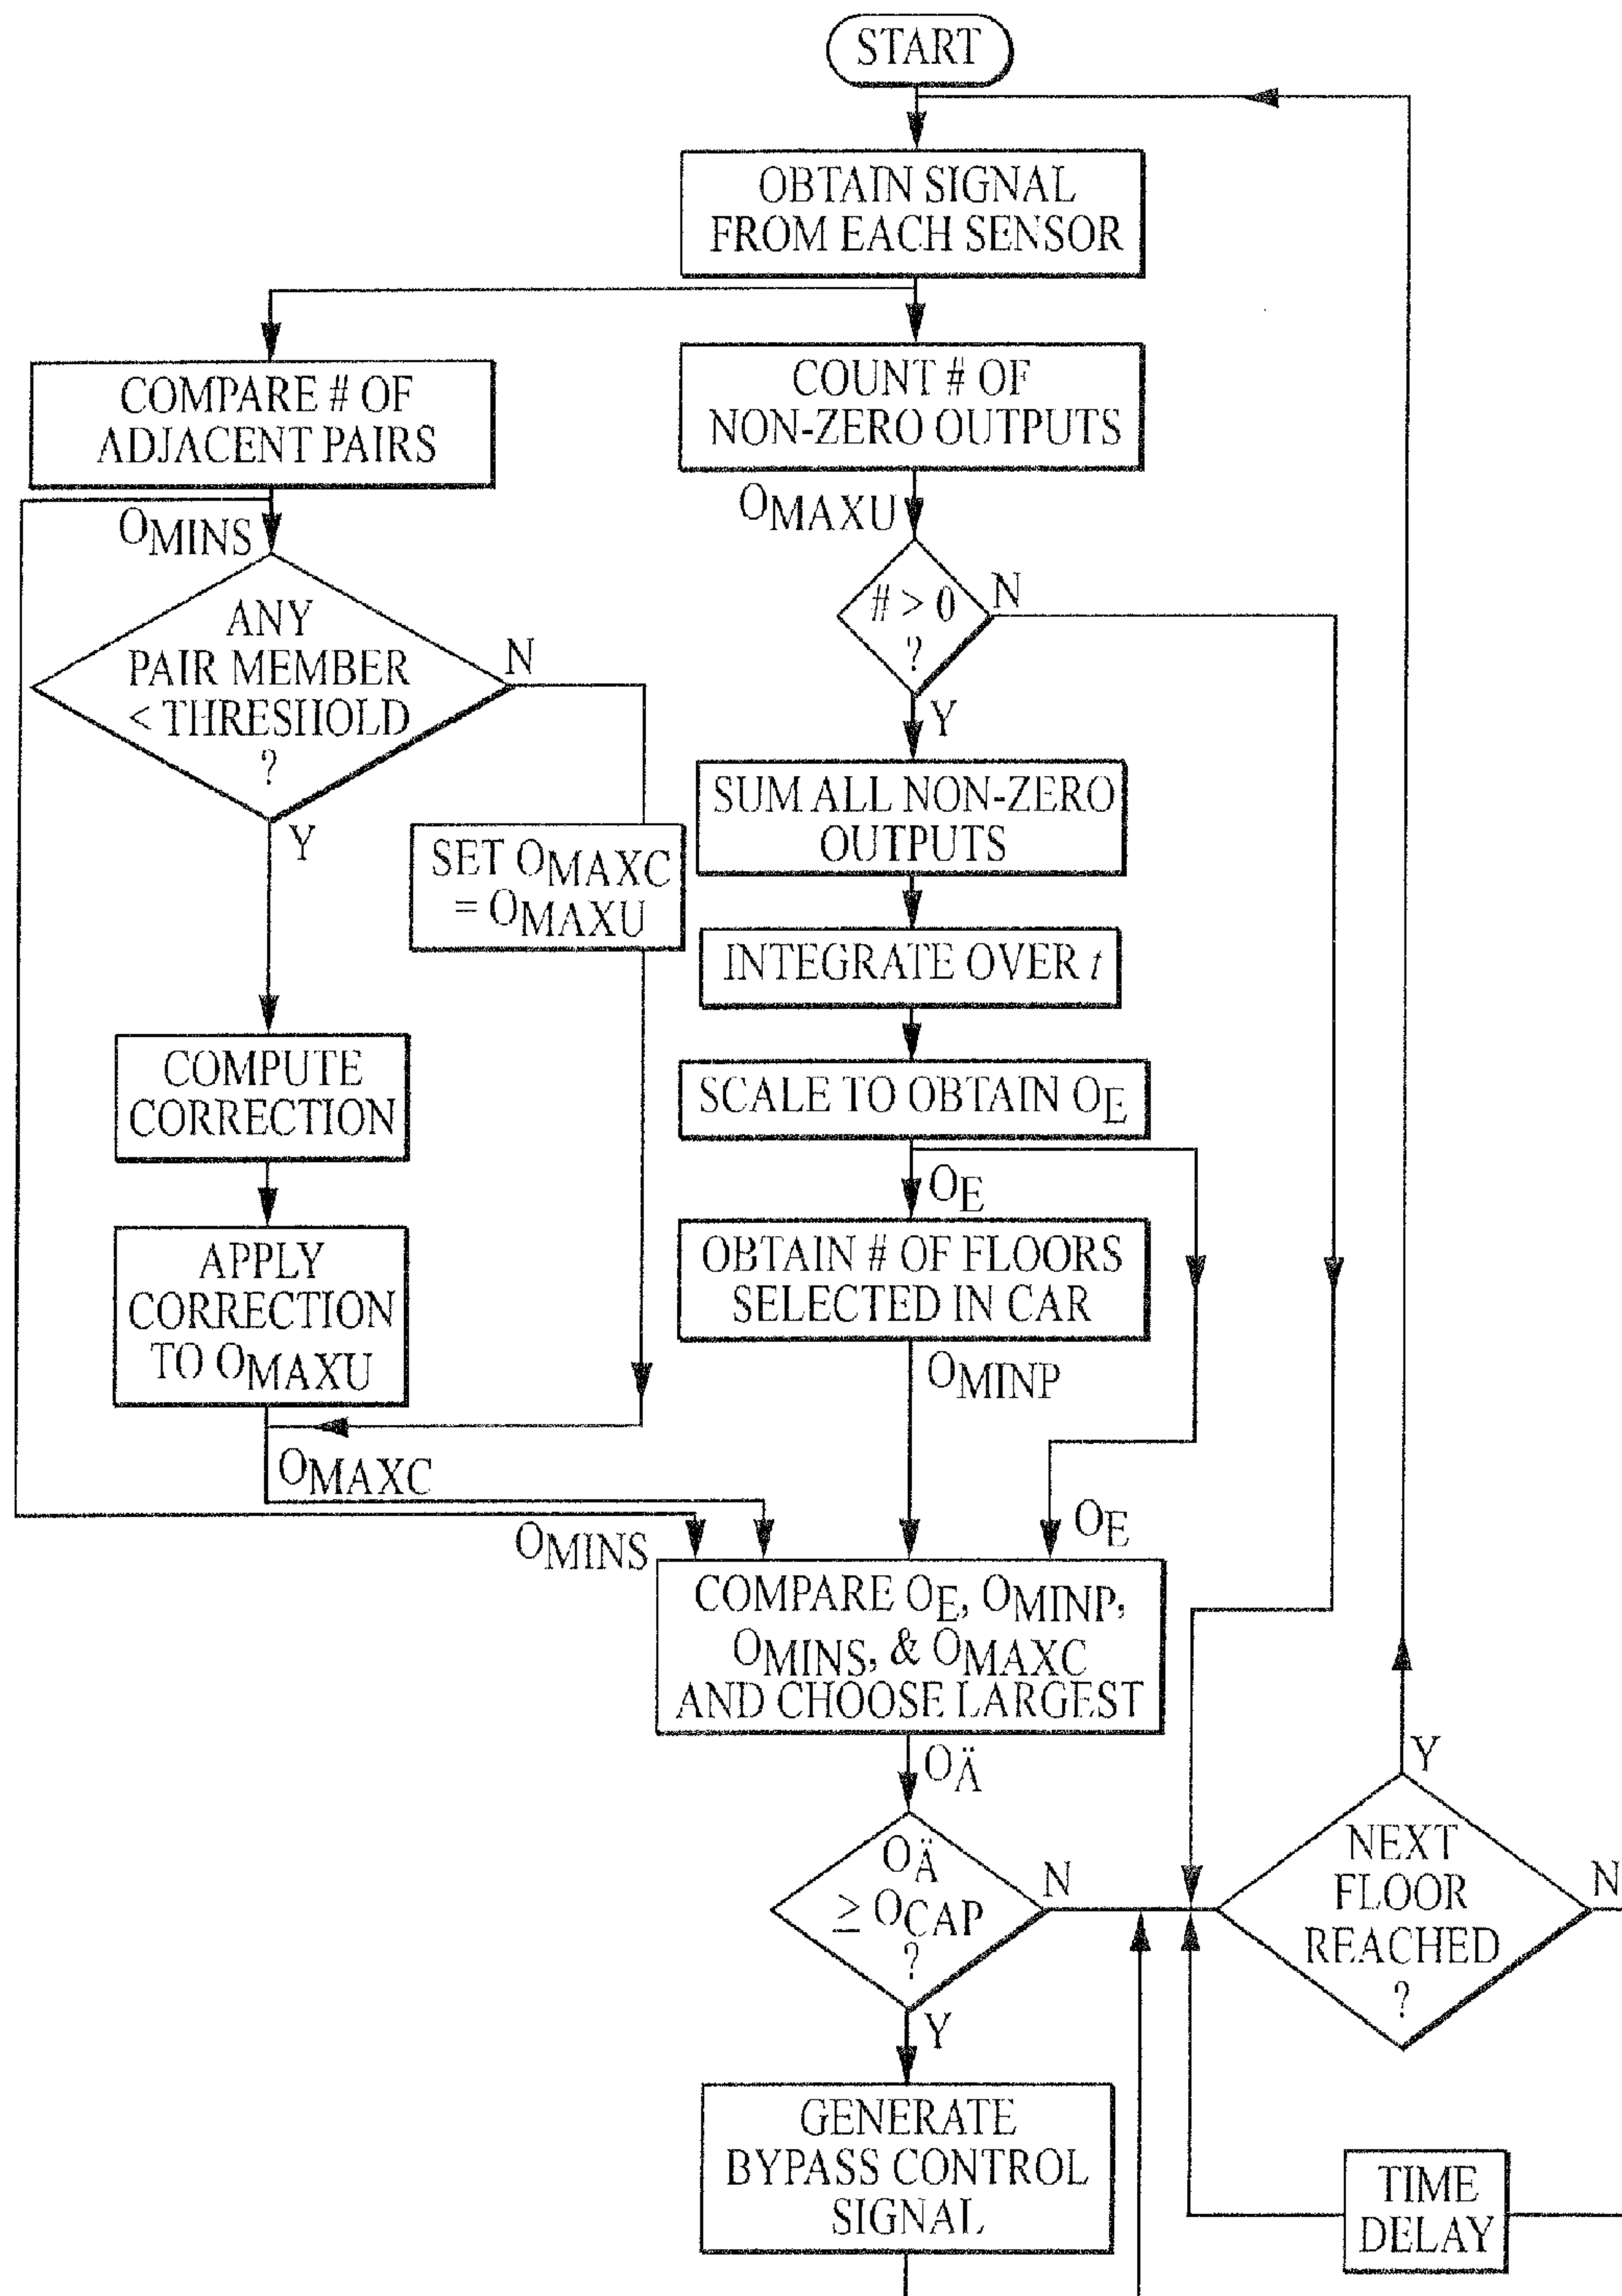 START
OBTAIN SIGNAL
FROM EACH SENSOR
COMPARE # OF
ADJACENT PAIRS
COUNT # OF
NON-ZERO OUTPUTS
OMINS
OMAXU
ANY
PAIR MEMBER
< THRESHOLD
?
N
Y
# > 0
?
N
Y
SET OMAXC
= OMAXU
SUM ALL NON-ZERO
OUTPUTS
INTEGRATE OVER t
COMPUTE
CORRECTION
SCALE TO OBTAIN OE
OE
APPLY
CORRECTION
TO OMAXU
OBTAIN # OF FLOORS
SELECTED IN CAR
OMINP
OMAXC
OMINS
OE
COMPARE OE, OMINP,
OMINS, & OMAXC
AND CHOOSE LARGEST
OÄ
OÄ
≥ OCAP
?
N
Y
NEXT
FLOOR
REACHED
?
Y
N
GENERATE
BYPASS CONTROL
SIGNAL
TIME
DELAY